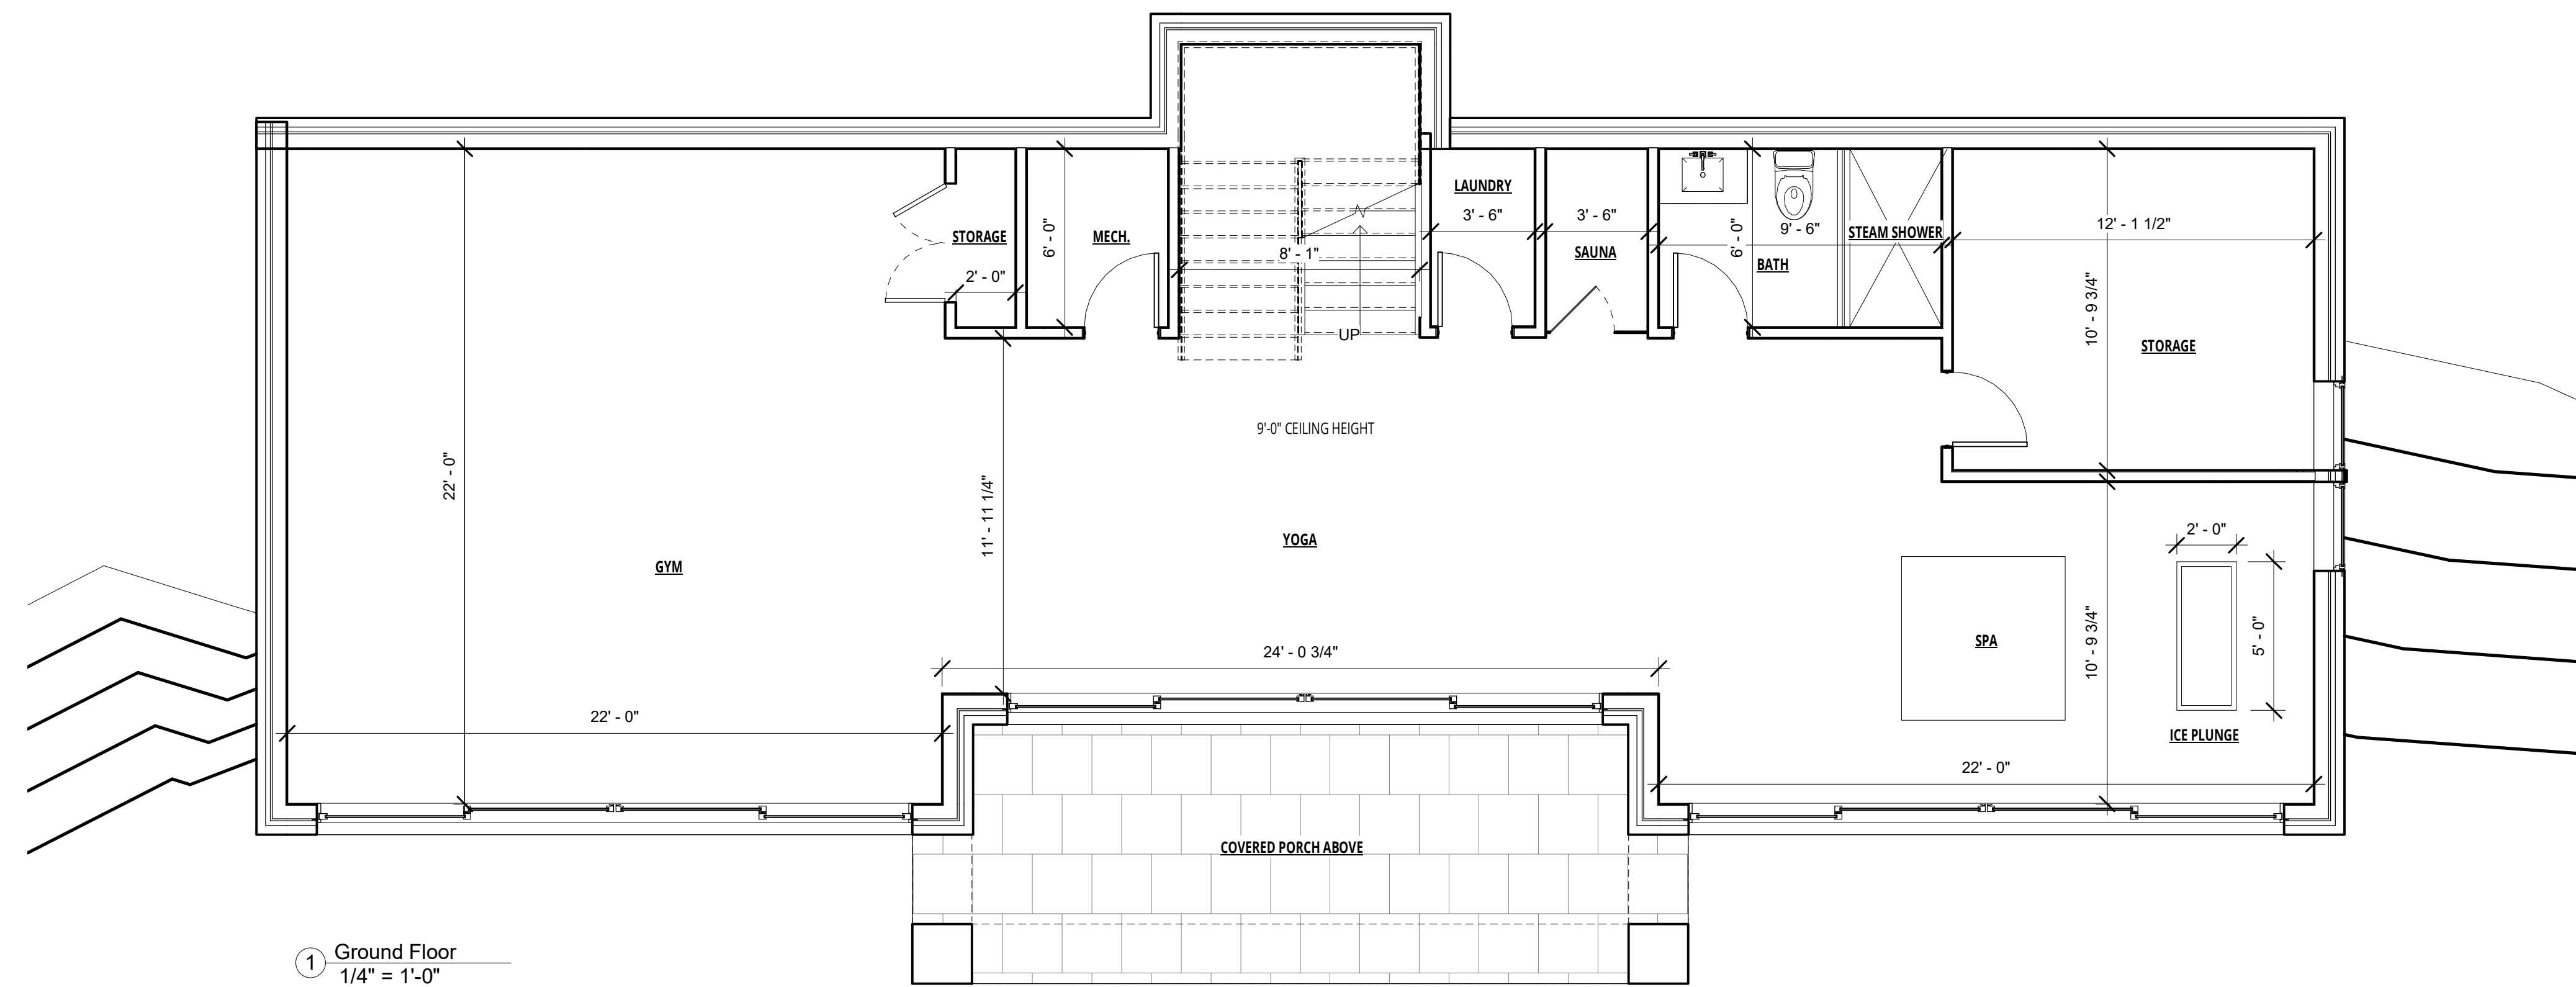 LAUNDRY
3' - 6"
3' - 6"
STORAGE
2' - 0"
6' - 0"
MECH.
8' - 1"
UP
SAUNA
6' - 0"
9' - 6"
STEAM SHOWER
BATH
12' - 1 1/2"
10' - 9 3/4"
STORAGE
22' - 0"
9'-0" CEILING HEIGHT
11' - 11 1/4"
GYM
YOGA
2' - 0"
SPA
10' - 9 3/4"
5' - 0"
24' - 0 3/4"
22' - 0"
ICE PLUNGE
22' - 0"
COVERED PORCH ABOVE
1
Ground Floor
1/4" = 1'-0"